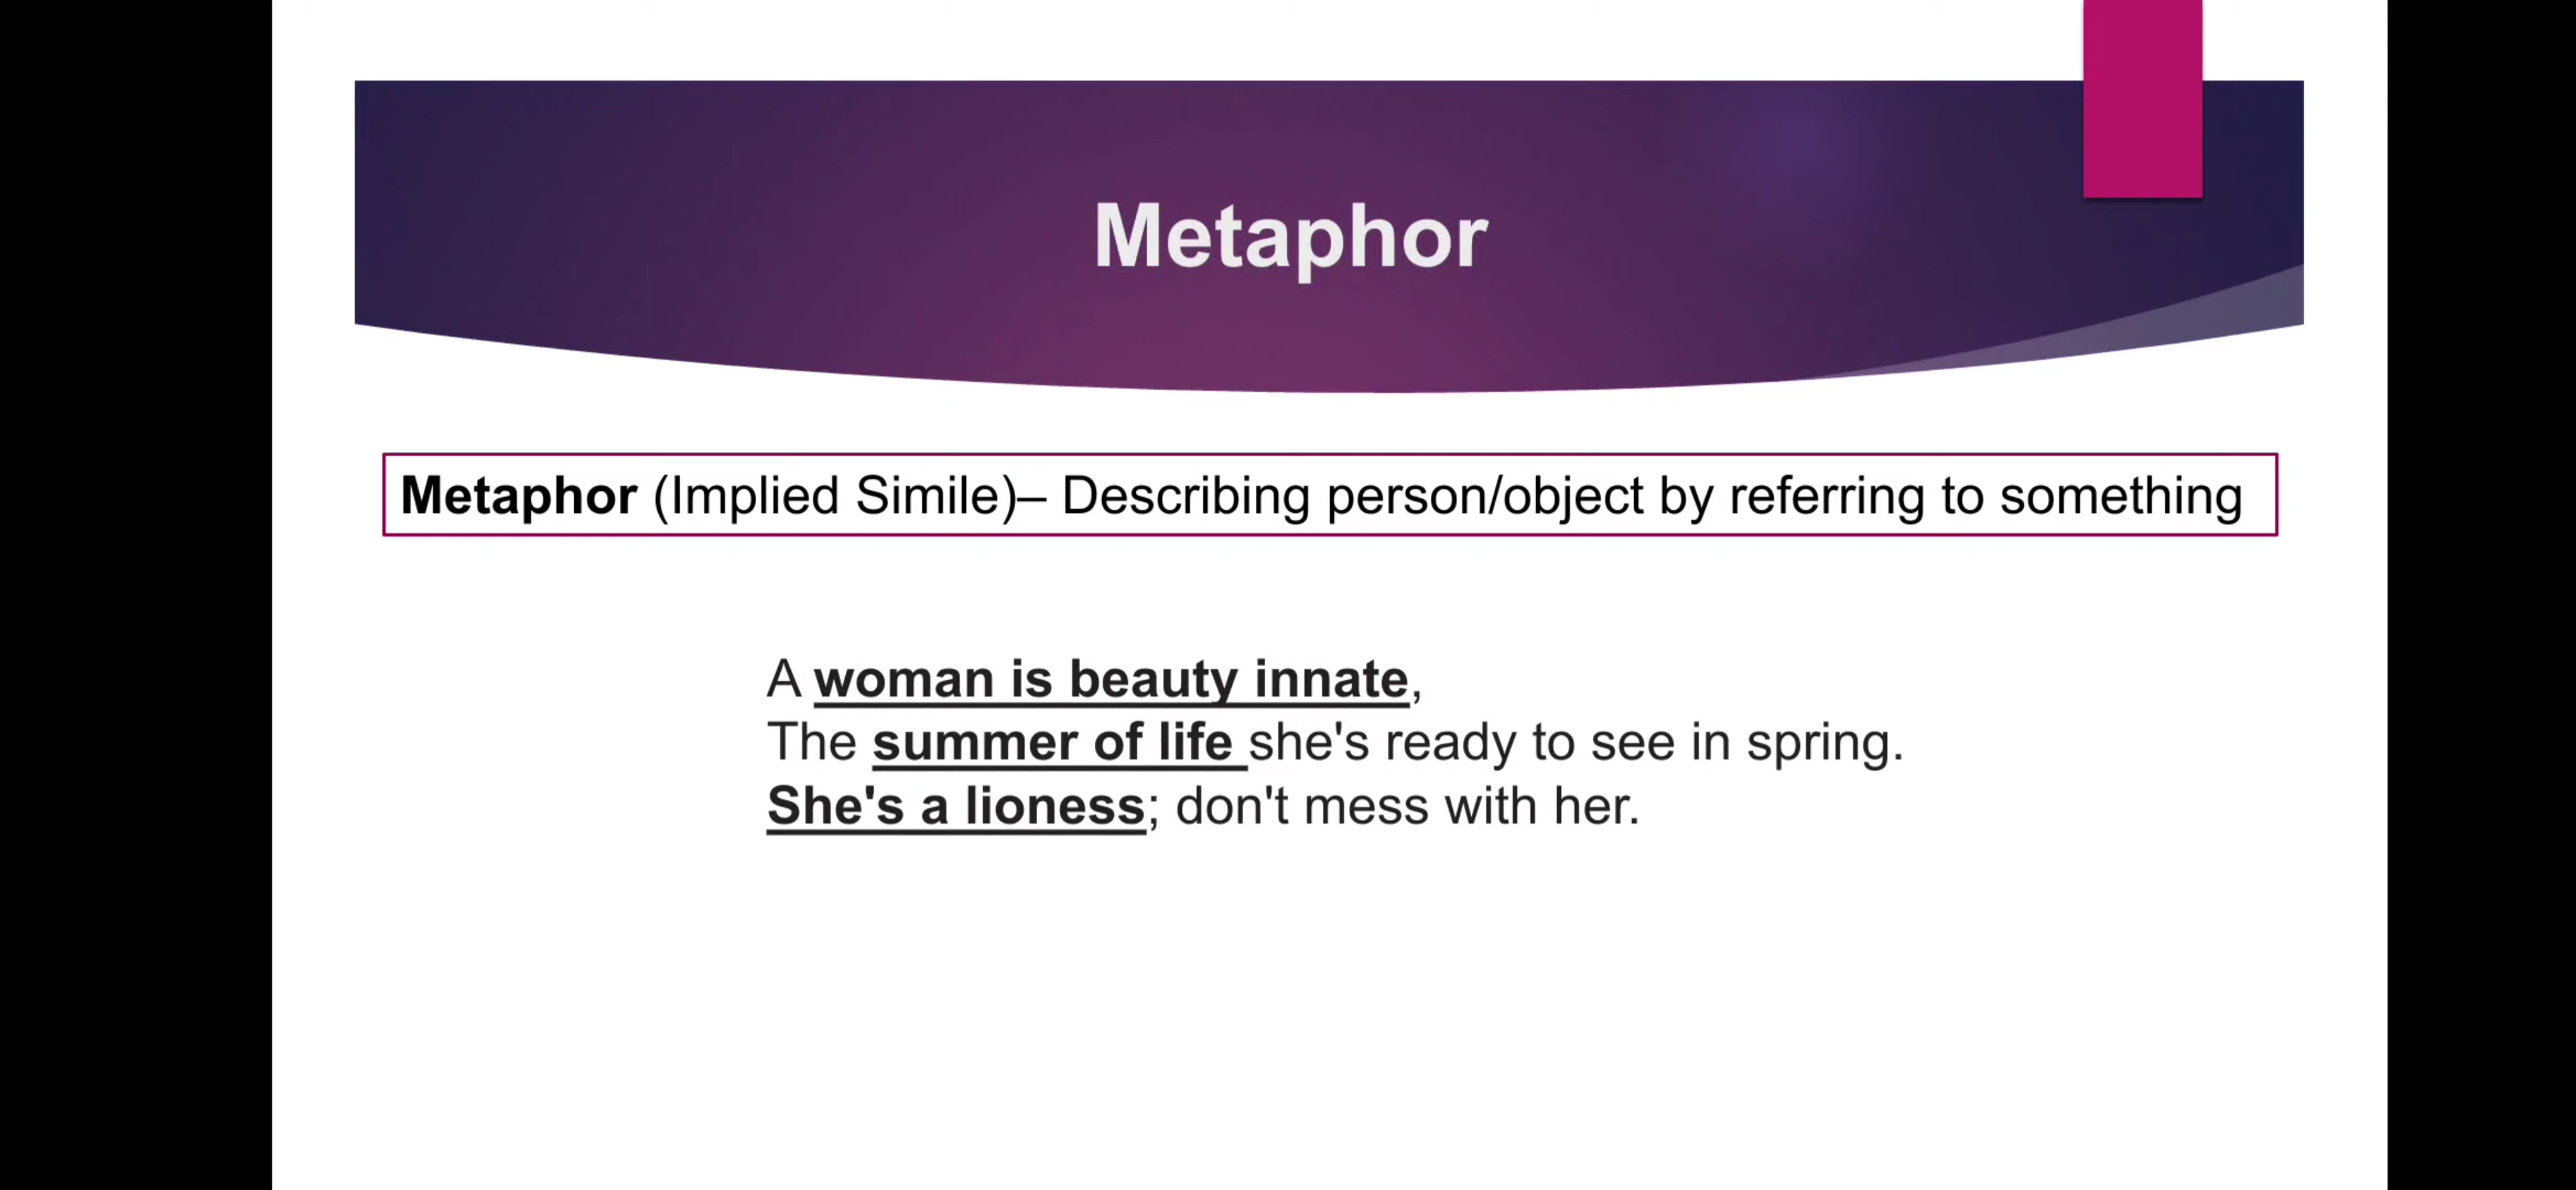 Metaphor
Metaphor (Implied Simile)– Describing person/object by referring to something
A woman is beauty innate,
The summer of life she's ready to see in spring.
She's a lioness; don't mess with her.